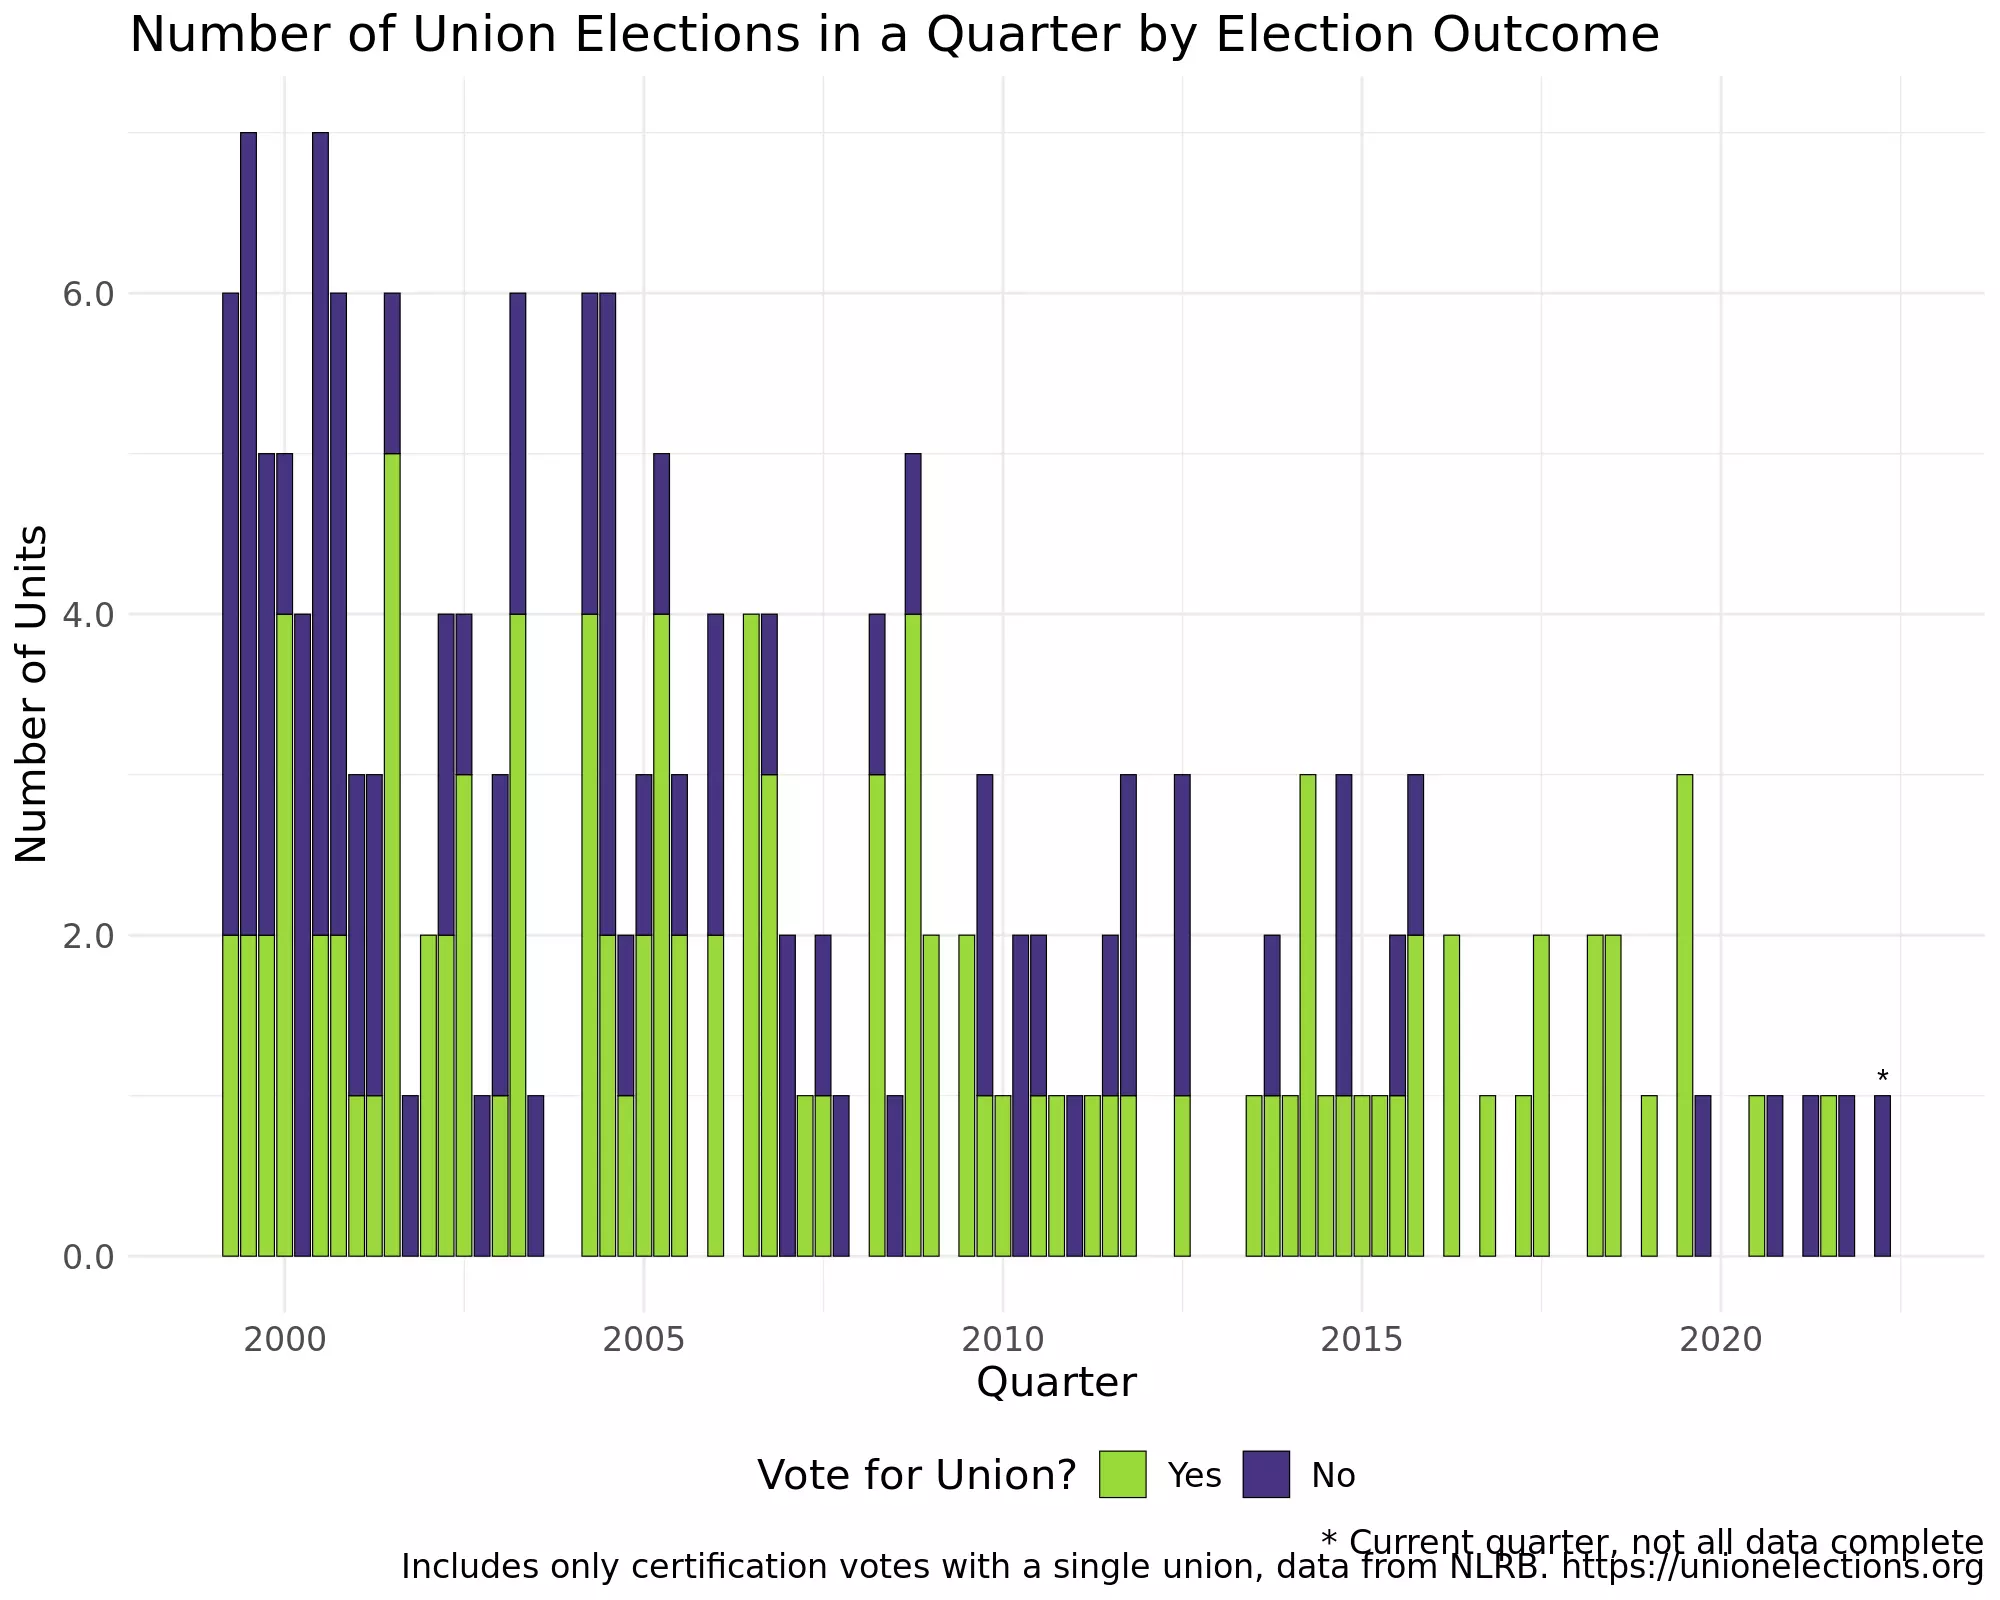 Number of Union Elections in a Quarter by Election Outcome
Number of Units
6.0
4.0
2.0
0.0
*
2000 2005 2010 2015 2020
Quarter
Vote for Union? Yes No
* Current quarter, not all data complete
Includes only certification votes with a single union, data from NLRB. https://unionelections.org